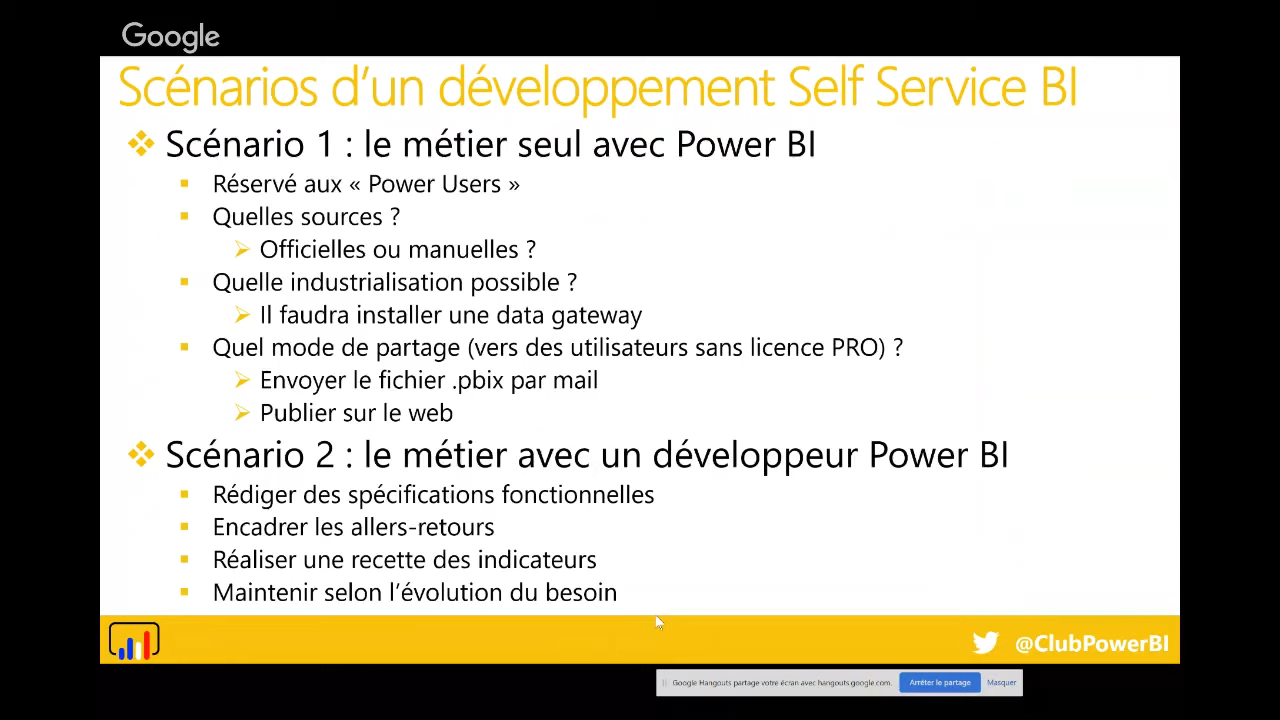 Google
Scénarios d'un développement Self Service BI
Scénario 1 : le métier seul avec Power BI
Réservé aux « Power Users »
Quelles sources ?
Officielles ou manuelles ?
Quelle industrialisation possible ?
Il faudra installer une data gateway
Quel mode de partage (vers des utilisateurs sans licence PRO) ?
Envoyer le fichier .pbix par mail
Publier sur le web
Scénario 2 : le métier avec un développeur Power BI
Rédiger des spécifications fonctionnelles
Encadrer les allers-retours
Réaliser une recette des indicateurs
Maintenir selon l'évolution du besoin
@ClubPowerBI
Google Hangouts partage votre écran avec hangouts.google.com. Arrêter le partage Masquer